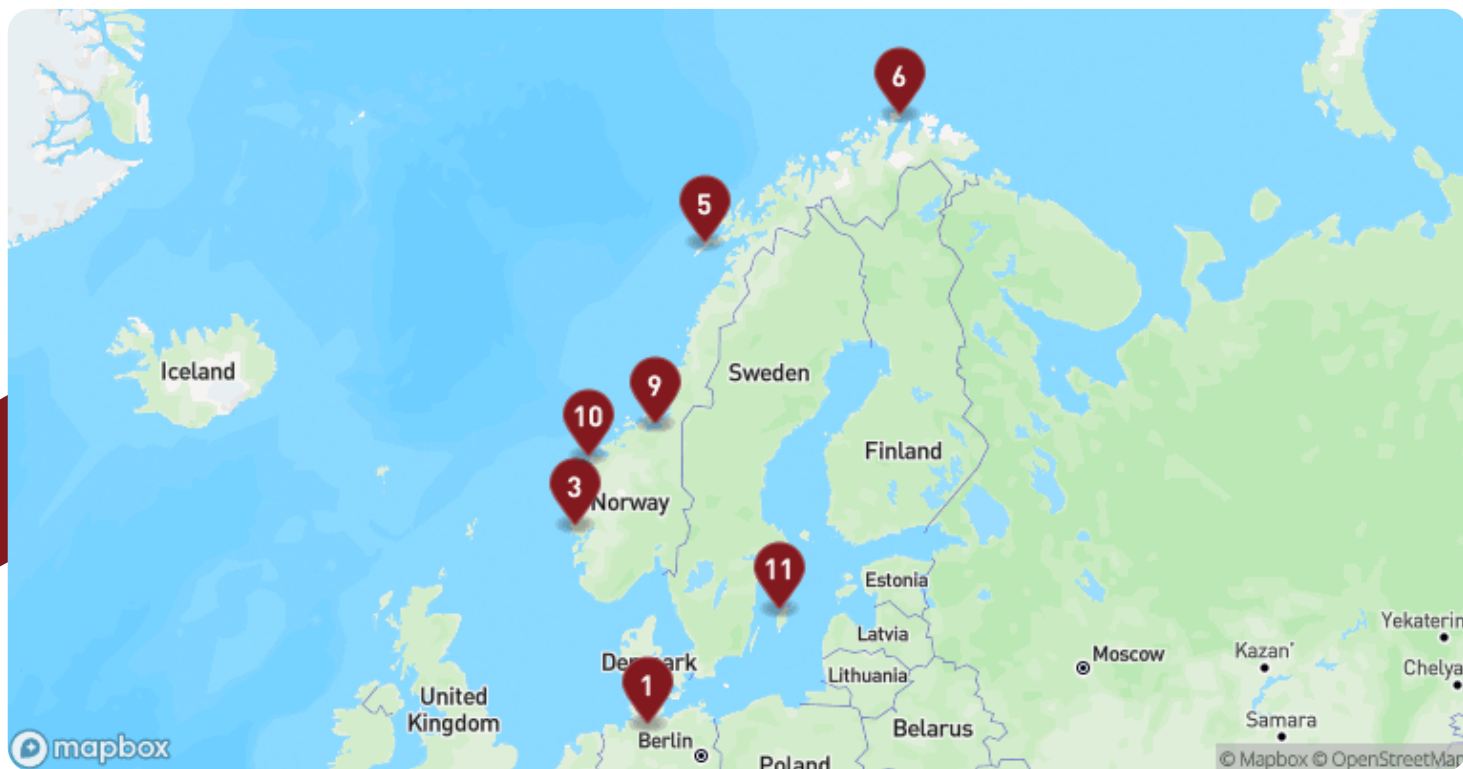 6
5
Iceland
Sweden
9
10
Finland
3
Norway
11
Estonia
Latvia
Yekaterin
Moscow
Kazan'
Denmark
Lithuania
Chelya
1
United
Kingdom
Samara
Belarus
Berlin
Poland
mapbox
© Mapbox © OpenStreetMap